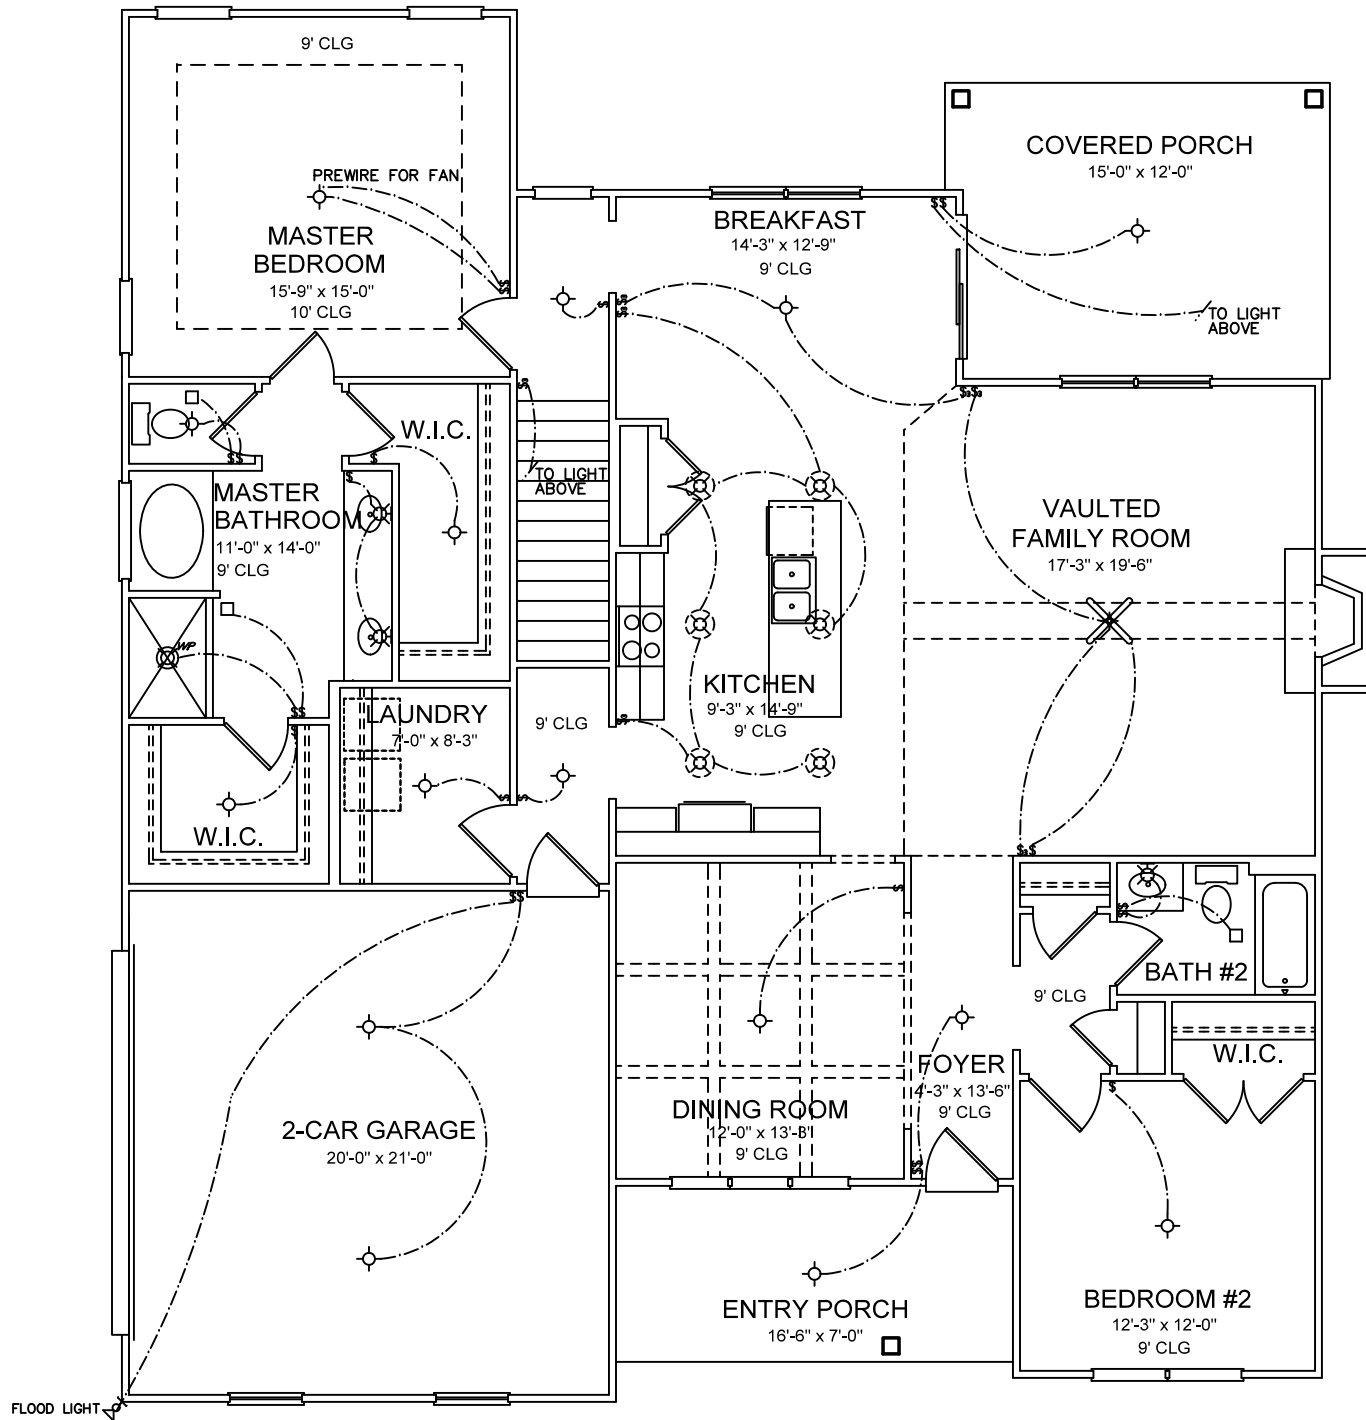 9' CLG
COVERED PORCH
15'-0" x 12'-0"
PREWIRE FOR FAN
BREAKFAST
14'-3" x 12'-9"
9' CLG
MASTER
BEDROOM
15'-9" x 15'-0"
10' CLG
TO LIGHT
ABOVE
W.I.C.
TO LIGHT
ABOVE
MASTER
BATHROOM
11'-0" x 14'-0"
9' CLG
VAULTED
FAMILY ROOM
17'-3" x 19'-6"
WP
KITCHEN
9'-3" x 14'-9"
9' CLG
LAUNDRY
7'-0" x 8'-3"
9' CLG
W.I.C.
BATH #2
9' CLG
W.I.C.
FOYER
4'-3" x 13'-6"
9' CLG
DINING ROOM
12'-0" x 13'-3"
9' CLG
2-CAR GARAGE
20'-0" x 21'-0"
ENTRY PORCH
16'-6" x 7'-0"
BEDROOM #2
12'-3" x 12'-0"
9' CLG
FLOOD LIGHT